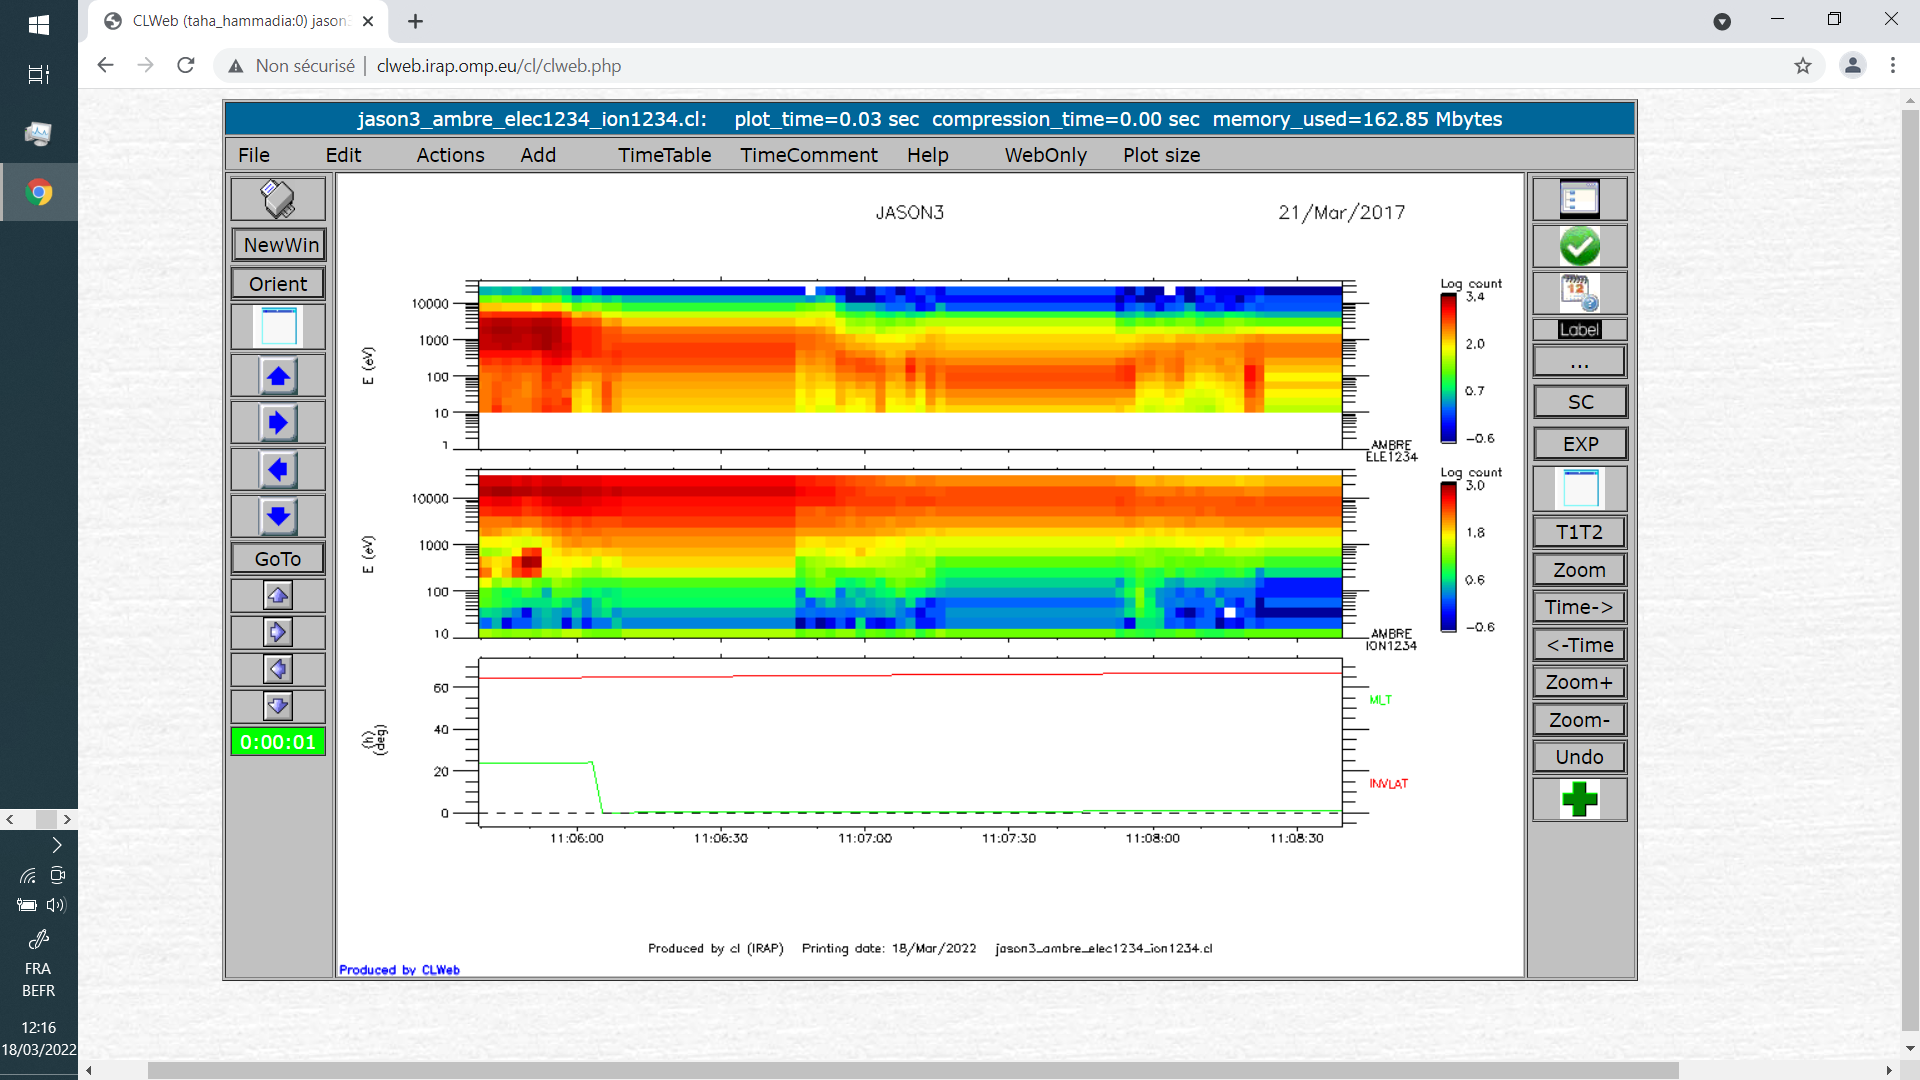 CLWeb (taha_hammadia:0) jason3
Non sécurisé | clweb.irap.omp.eu/cl/clweb.php
jason3_ambre_elec1234_ion1234.cl: plot_time=0.03 sec compression_time=0.00 sec memory_used=162.85 Mbytes
File Edit Actions Add TimeTable TimeComment Help WebOnly Plot size
NewWin
Orient
GoTo
0:00:01
JASON3 21/Mar/2017
E (eV)
10000
1000
100
10
1
Log count
3.4
2.0
0.7
-0.6
AMBRE
ELE1234
E (eV)
10000
1000
100
10
Log count
3.0
1.8
0.6
-0.6
AMBRE
ION1234
(h)
(deg)
60
40
20
0
MLT
INVLAT
11:06:00 11:06:30 11:07:00 11:07:30 11:08:00 11:08:30
Produced by cl (IRAP) Printing date: 18/Mar/2022 jason3_ambre_elec1234_ion1234.cl
Produced by CLWeb
12
Label
...
SC
EXP
T1T2
Zoom
Time->
<-Time
Zoom+
Zoom-
Undo
FRA
BEFR
12:16
18/03/2022